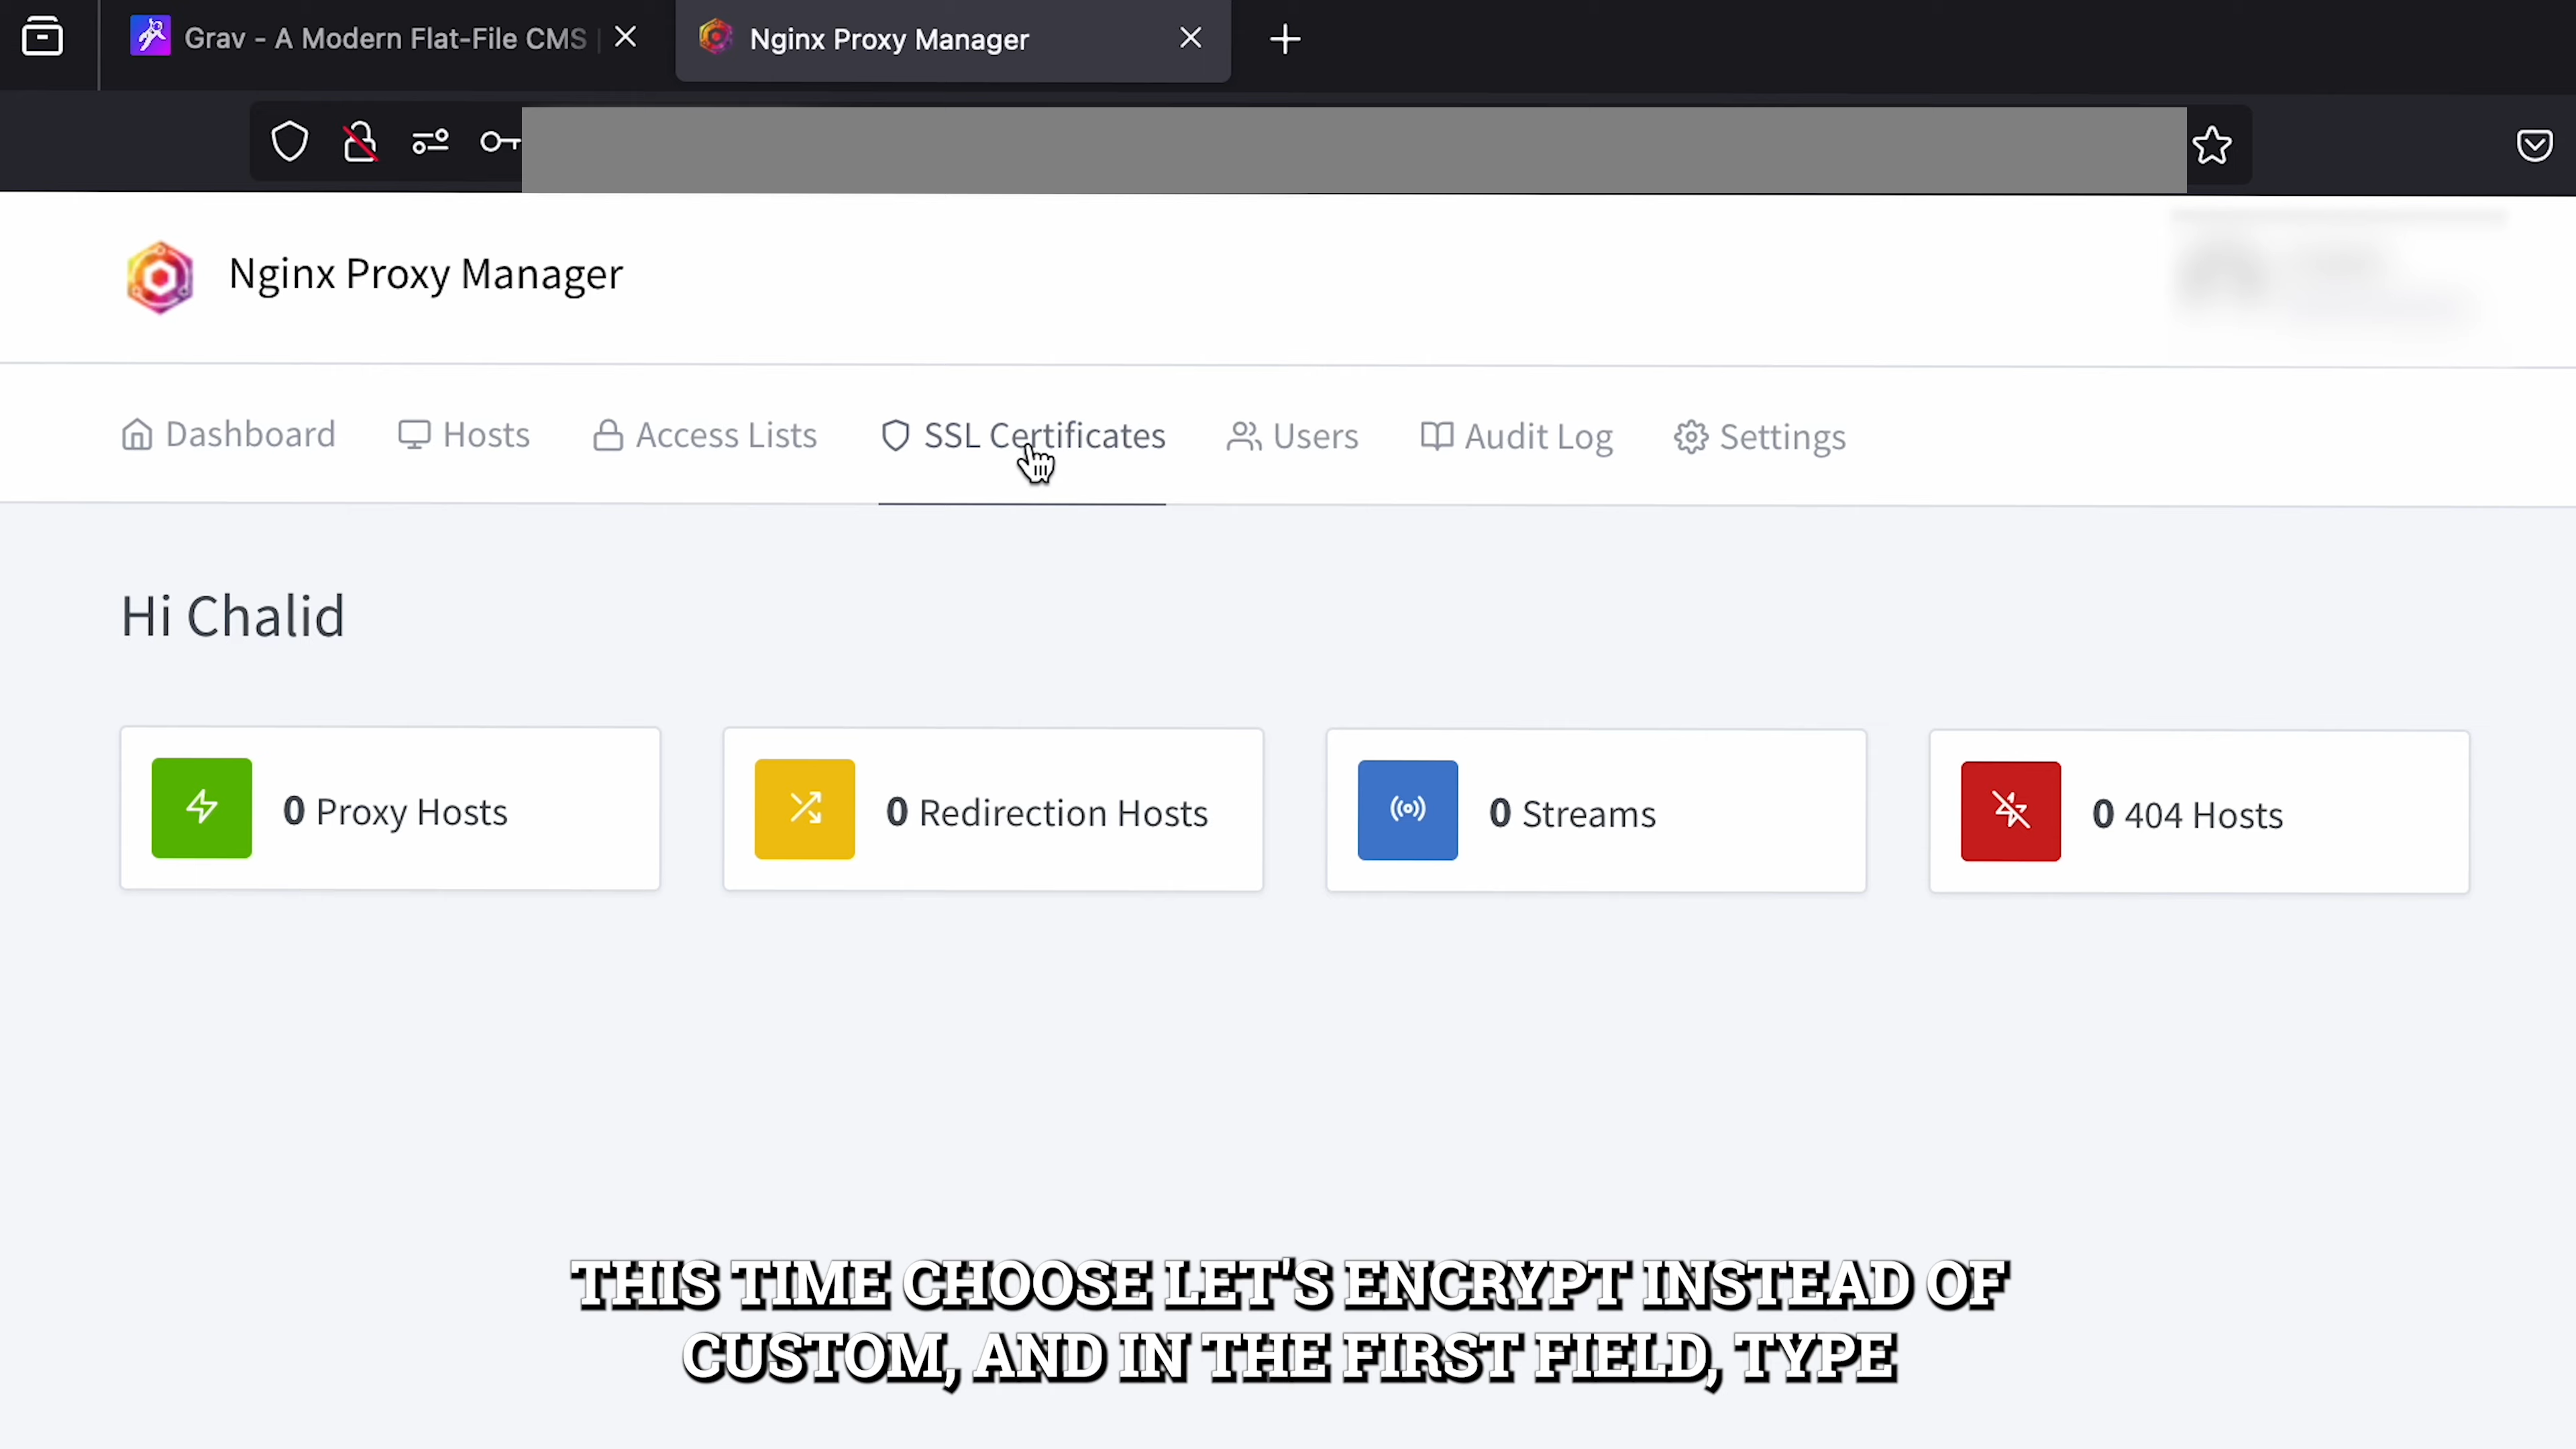 Grav - A Modern Flat-File CMS |
Nginx Proxy Manager
Nginx Proxy Manager
Dashboard
Hosts
Access Lists
SSL Certificates
Users
Audit Log
Settings
Hi Chalid
0 Proxy Hosts
0 Redirection Hosts
0 Streams
0 404 Hosts
THIS TIME CHOOSE LET'S ENCRYPT INSTEAD OF
CUSTOM, AND IN THE FIRST FIELD, TYPE